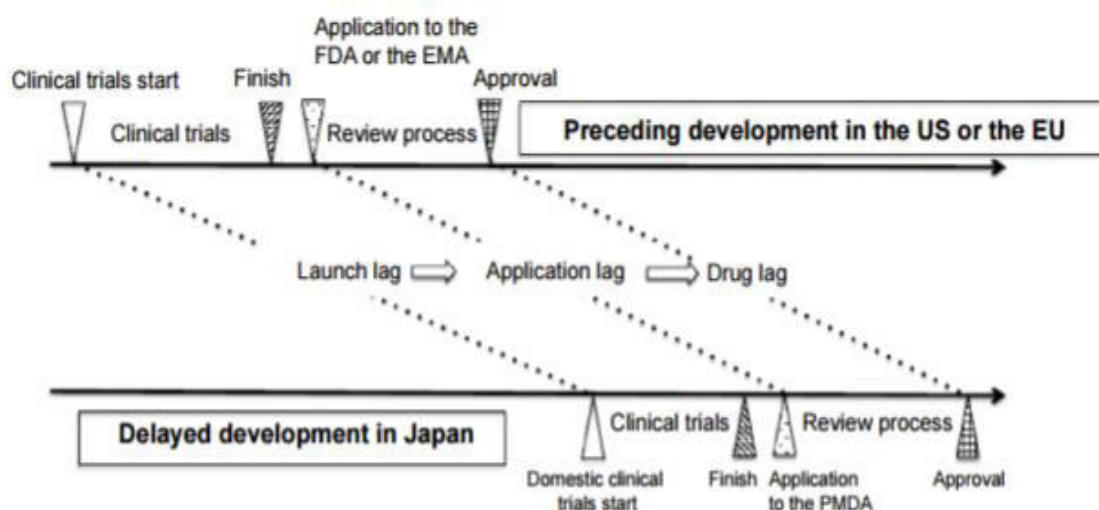 Application to the
FDA or the EMA
Clinical trials start
Finish
Approval
Clinical trials
Review process
Preceding development in the US or the EU
Launch lag
Application lag
Drug lag
Delayed development in Japan
Clinical trials
Review process
Domestic clinical
trials start
Finish
Application
to the PMDA
Approval